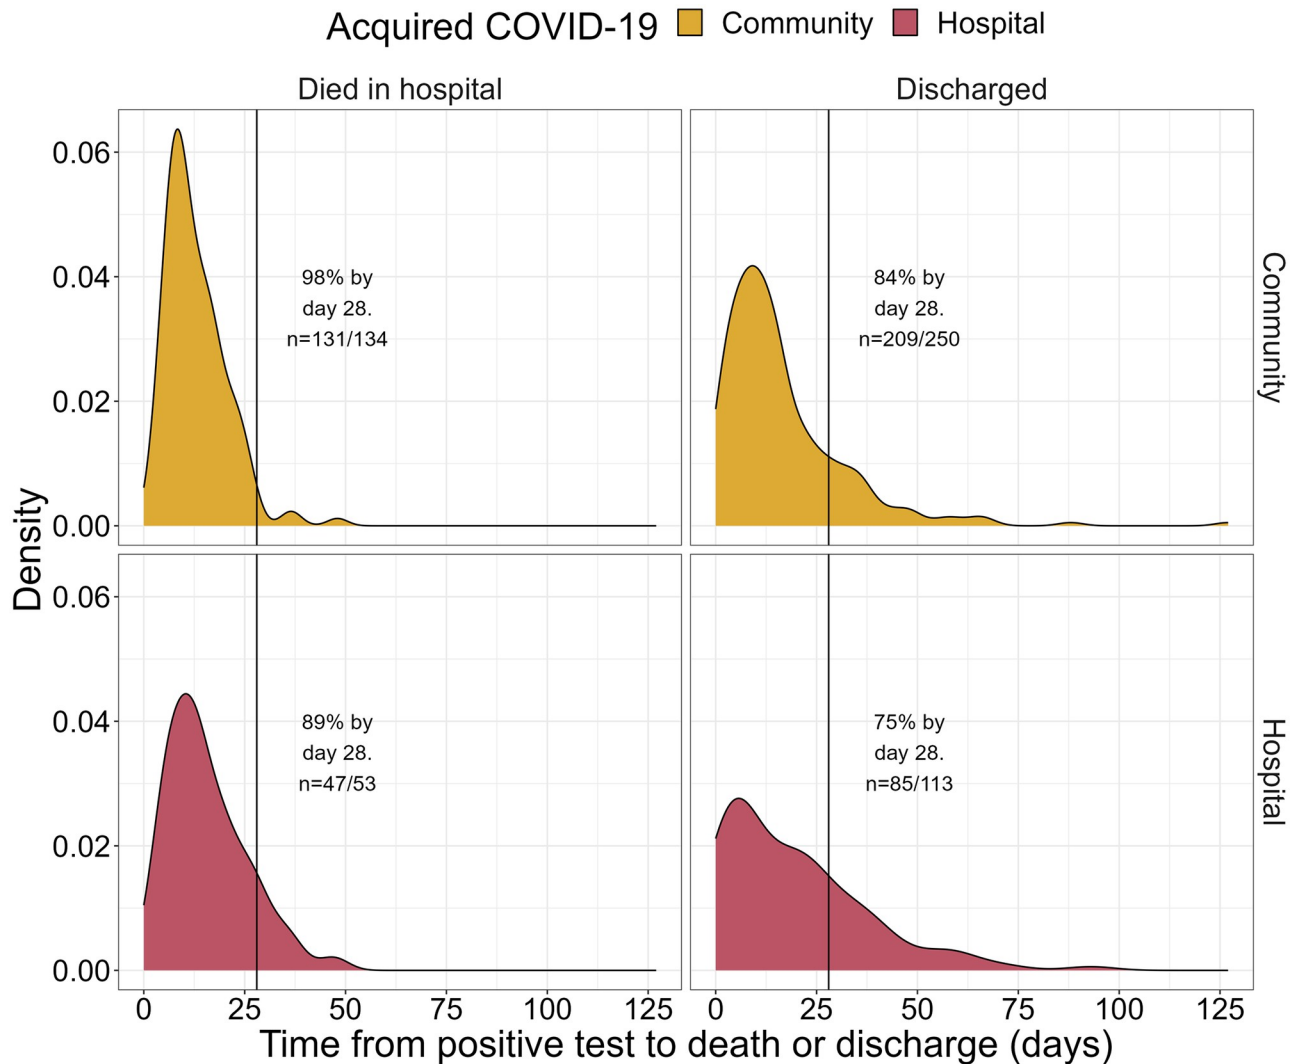 Acquired COVID-19 Community Hospital
Died in hospital
Discharged
Density
0.06
0.04
0.02
0.00
98% by
day 28.
n=131/134
84% by
day 28.
n=209/250
Community
0.06
0.04
0.02
0.00
89% by
day 28.
n=47/53
75% by
day 28.
n=85/113
Hospital
0 25 50 75 100 125
0 25 50 75 100 125
Time from positive test to death or discharge (days)